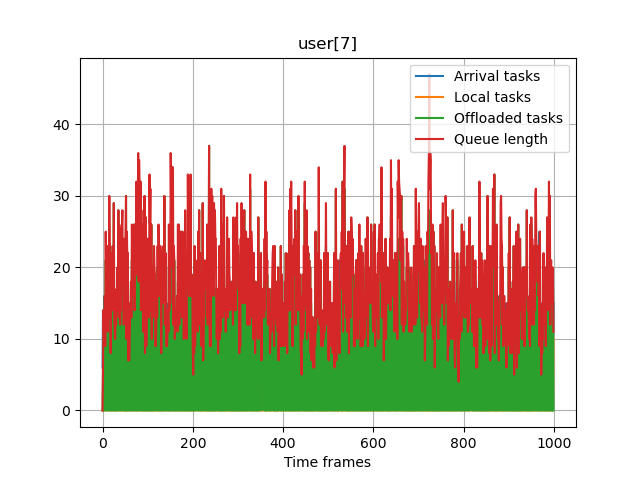 user[7]
Arrival tasks
Local tasks
Offloaded tasks
Queue length
40
30
20
10
0
0 200 400 600 800 1000
Time frames